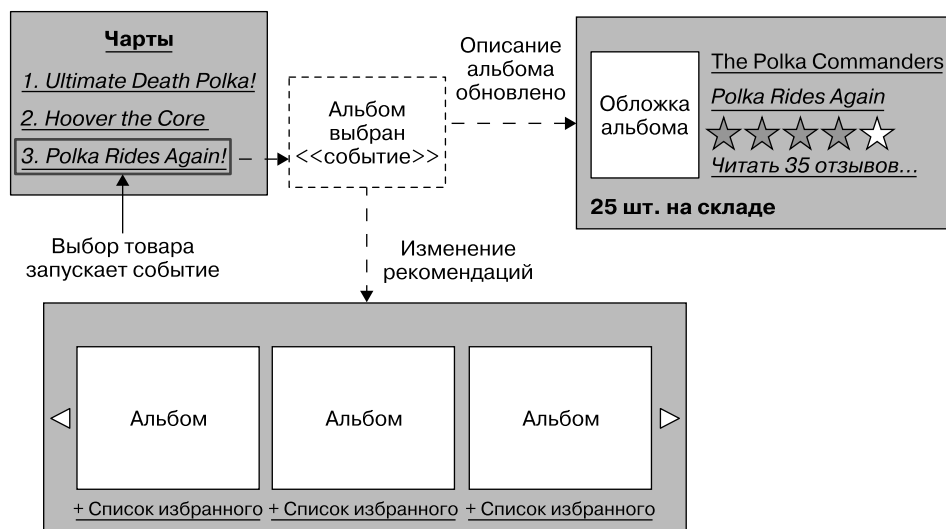 Чарты
1. Ultimate Death Polka!
2. Hoover the Core
3. Polka Rides Again!
Выбор товара
запускает событие
Альбом
выбран
<<событие>>
Описание
альбома
обновлено
Обложка
альбома
The Polka Commanders
Polka Rides Again
Читать 35 отзывов...
25 шт. на складе
Изменение
рекомендаций
Альбом
Альбом
Альбом
+ Список избранного
+ Список избранного
+ Список избранного